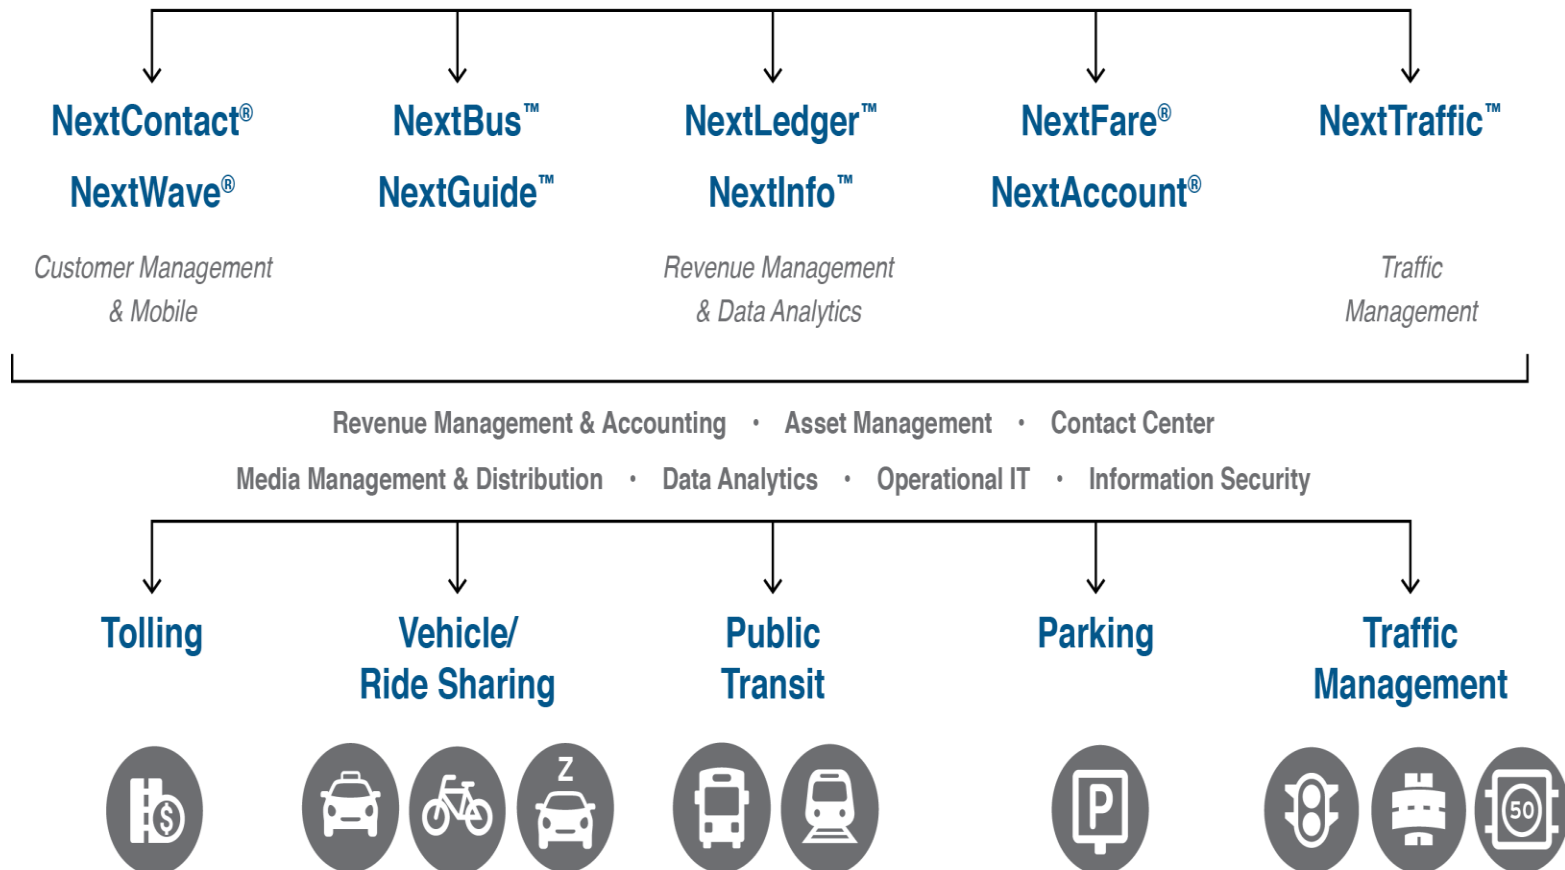 NextContact® NextBus™ NextLedger™ NextFare® NextTraffic™
NextWave® NextGuide™ NextInfo™ NextAccount®
Customer Management Revenue Management Traffic
& Mobile & Data Analytics Management
Revenue Management & Accounting • Asset Management • Contact Center
Media Management & Distribution • Data Analytics • Operational IT • Information Security
Tolling Vehicle/ Public Parking Traffic
Ride Sharing Transit Management
Z
$ P 50